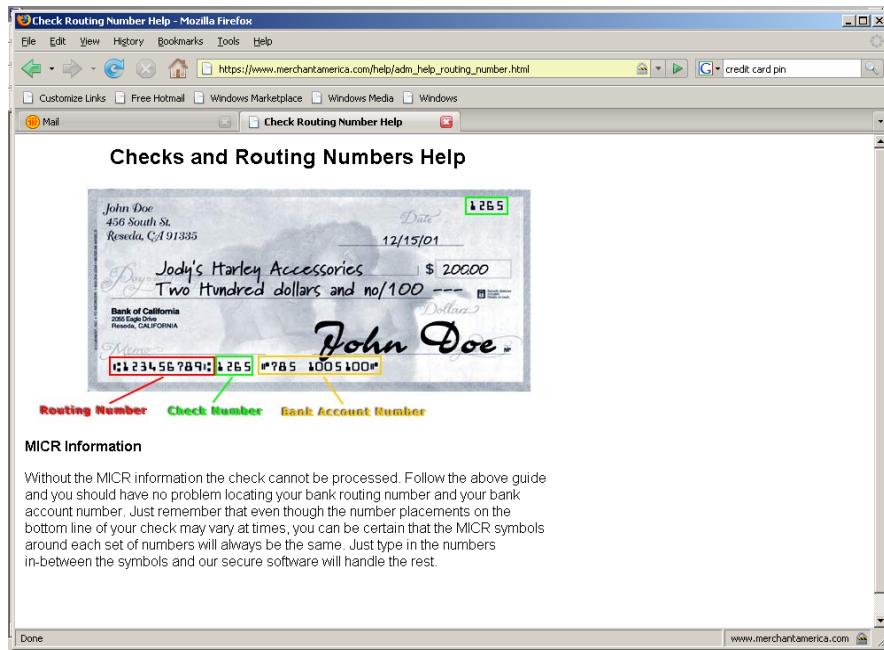 Check Routing Number Help - Mozilla Firefox
File Edit View History Bookmarks Tools Help
https://www.merchantamerica.com/help/adm_help_routing_number.html
G credit card pin
Customize Links Free Hotmail Windows Marketplace Windows Media Windows
Mail Check Routing Number Help
Checks and Routing Numbers Help
John Doe
456 South St.
Reseda, CA 91335
1265
Date
12/15/01
Jody's Harley Accessories $ 200.00
Two Hundred dollars and no/100 ---
Dollars
Bank of California
2055 Eagle Drive
Reseda, CALIFORNIA
Memo
John Doe
⑆123456789⑆ 1265 ⑈785 1005100⑈
Routing Number Check Number Bank Account Number
MICR Information
Without the MICR information the check cannot be processed. Follow the above guide
and you should have no problem locating your bank routing number and your bank
account number. Just remember that even though the number placements on the
bottom line of your check may vary at times, you can be certain that the MICR symbols
around each set of numbers will always be the same. Just type in the numbers
in-between the symbols and our secure software will handle the rest.
Done www.merchantamerica.com